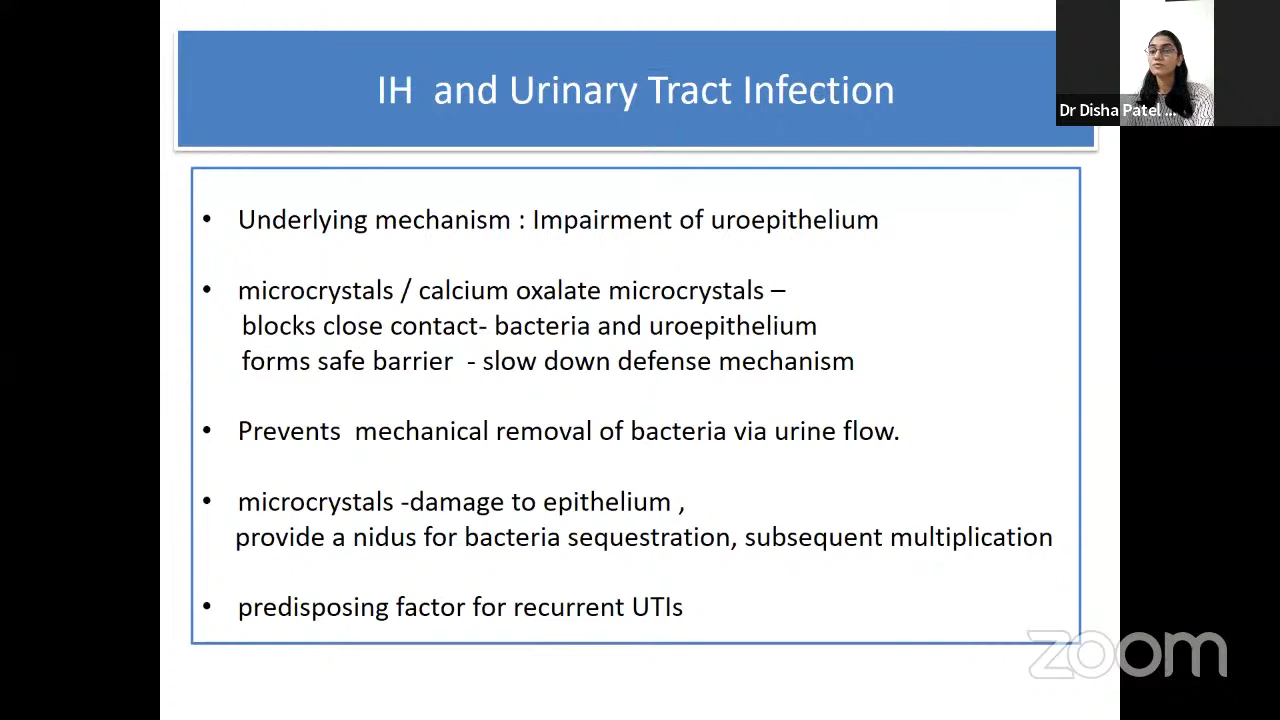 IH and Urinary Tract Infection
Dr Disha Patel ...
• Underlying mechanism : Impairment of uroepithelium
• microcrystals / calcium oxalate microcrystals –
blocks close contact- bacteria and uroepithelium
forms safe barrier - slow down defense mechanism
• Prevents mechanical removal of bacteria via urine flow.
• microcrystals -damage to epithelium ,
provide a nidus for bacteria sequestration, subsequent multiplication
• predisposing factor for recurrent UTIs
zoom